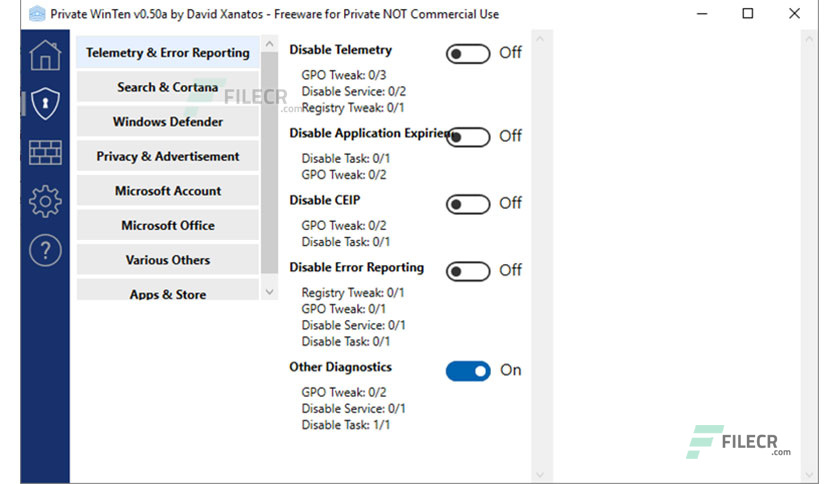 Private WinTen v0.50a by David Xanatos - Freeware for Private NOT Commercial Use
Telemetry & Error Reporting
Search & Cortana
Windows Defender
Privacy & Advertisement
Microsoft Account
Microsoft Office
Various Others
Apps & Store
Disable Telemetry
Off
GPO Tweak: 0/3
Disable Service: 0/2
Registry Tweak: 0/1
Disable Application Expirien
Off
Disable Task: 0/1
GPO Tweak: 0/2
Disable CEIP
Off
GPO Tweak: 0/2
Disable Task: 0/1
Disable Error Reporting
Off
Registry Tweak: 0/1
GPO Tweak: 0/1
Disable Service: 0/1
Disable Task: 0/1
Other Diagnostics
On
GPO Tweak: 0/2
Disable Service: 0/1
Disable Task: 1/1
FILECR
.com
FILECR
.com
?